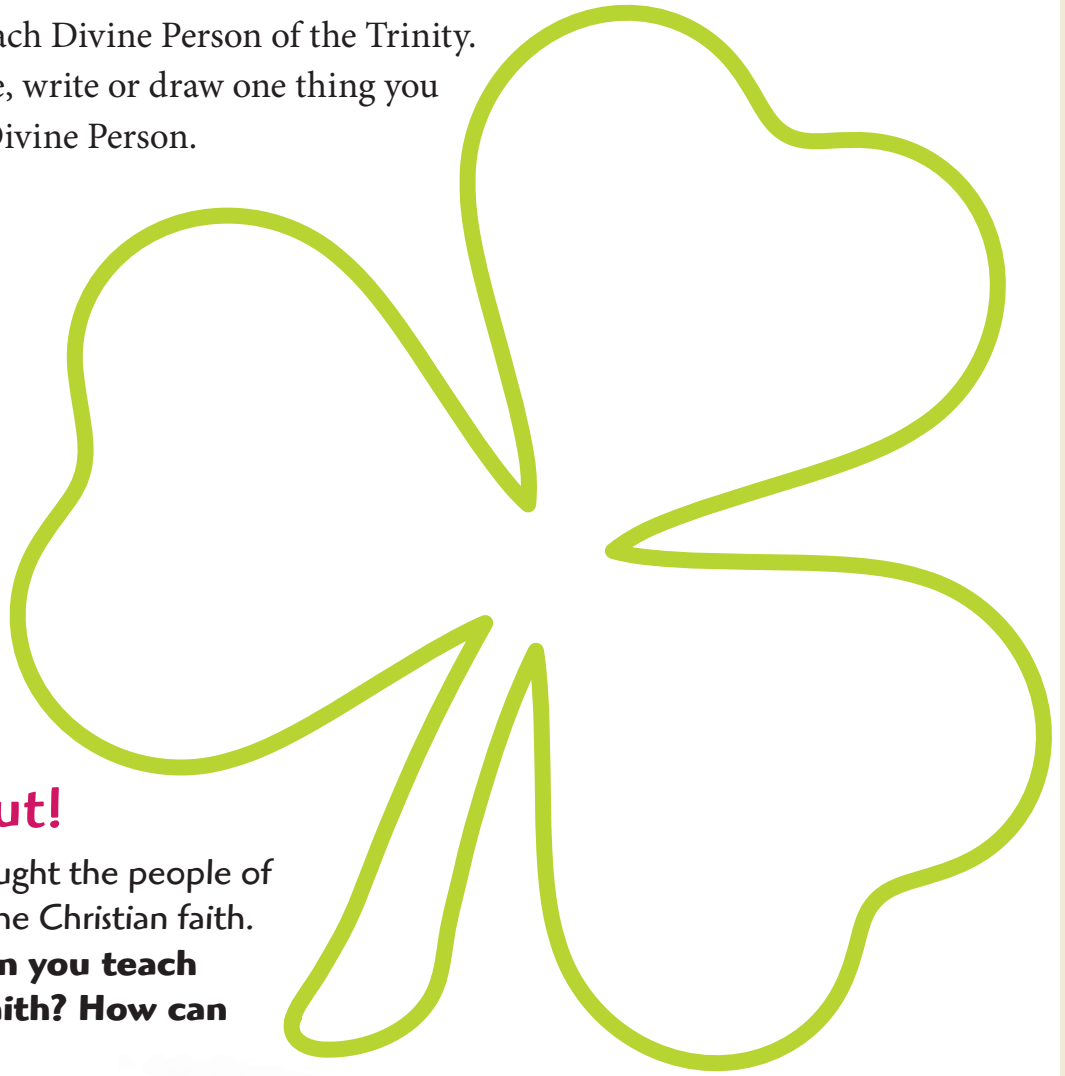 ach Divine Person of the Trinity.
e, write or draw one thing you
Divine Person.
ut!
ught the people of
he Christian faith.
n you teach
aith? How can